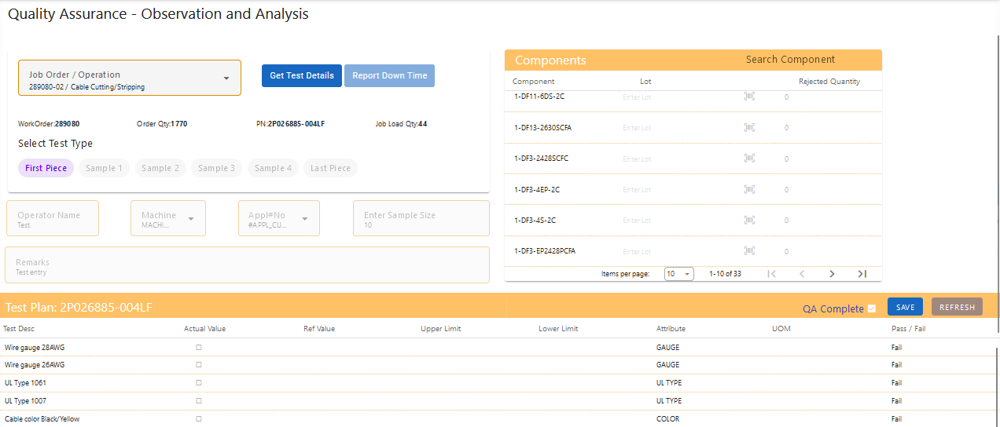 Quality Assurance - Observation and Analysis
Job Order / Operation
289080-02 / Cable Cutting/Stripping
Get Test Details
Report Down Time
WorkOrder:289080 Order Qty:1770 PN:2P026885-004LF Job Load Qty:44
Select Test Type
First Piece Sample 1 Sample 2 Sample 3 Sample 4 Last Piece
Operator Name
Test
Machine
MACHI...
Appl#No
#APPL_CU...
Enter Sample Size
10
Remarks
Test entry
Components Search Component
Component Lot Rejected Quantity
1-DF11-6DS-2C Enter Lot 0
1-DF13-2630SCFA Enter Lot 0
1-DF3-2428SCFC Enter Lot 0
1-DF3-4EP-2C Enter Lot 0
1-DF3-4S-2C Enter Lot 0
1-DF3-EP2428PCFA Enter Lot 0
Items per page: 10 1-10 of 33
Test Plan: 2P026885-004LF QA Complete SAVE REFRESH
Test Desc Actual Value Ref Value Upper Limit Lower Limit Attribute UOM Pass / Fail
Wire gauge 28AWG GAUGE Fail
Wire gauge 26AWG GAUGE Fail
UL Type 1061 UL TYPE Fail
UL Type 1007 UL TYPE Fail
Cable color Black/Yellow COLOR Fail